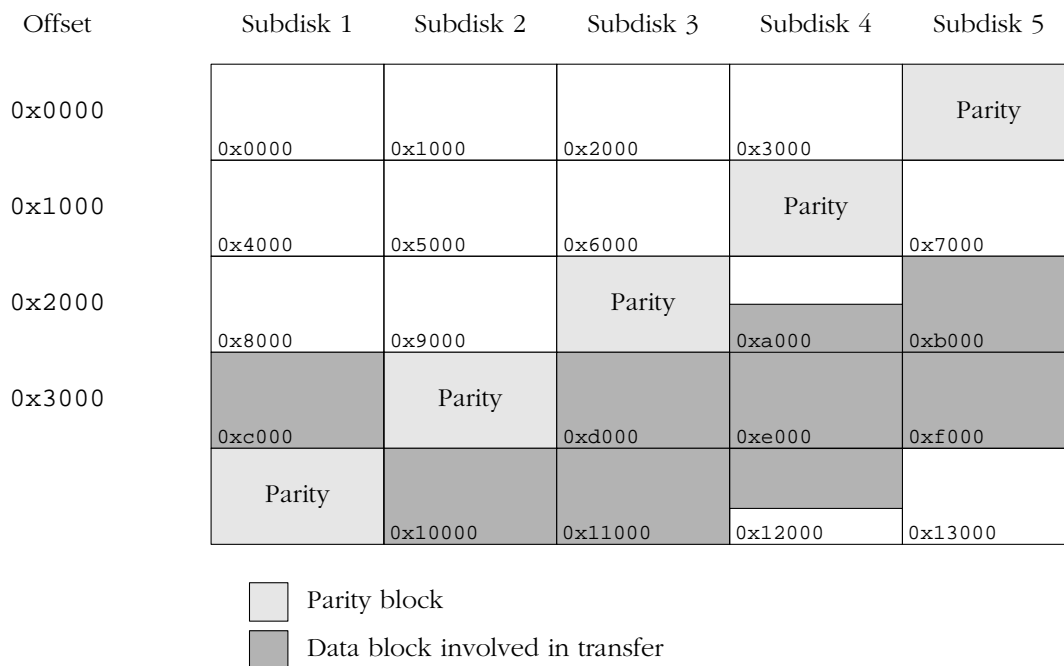 Offset Subdisk 1 Subdisk 2 Subdisk 3 Subdisk 4 Subdisk 5
0x0000 Parity
0x0000 0x1000 0x2000 0x3000
0x1000 Parity
0x4000 0x5000 0x6000 0x7000
0x2000 Parity
0x8000 0x9000 0xa000 0xb000
0x3000 Parity
0xc000 0xd000 0xe000 0xf000
Parity
0x10000 0x11000 0x12000 0x13000
Parity block
Data block involved in transfer